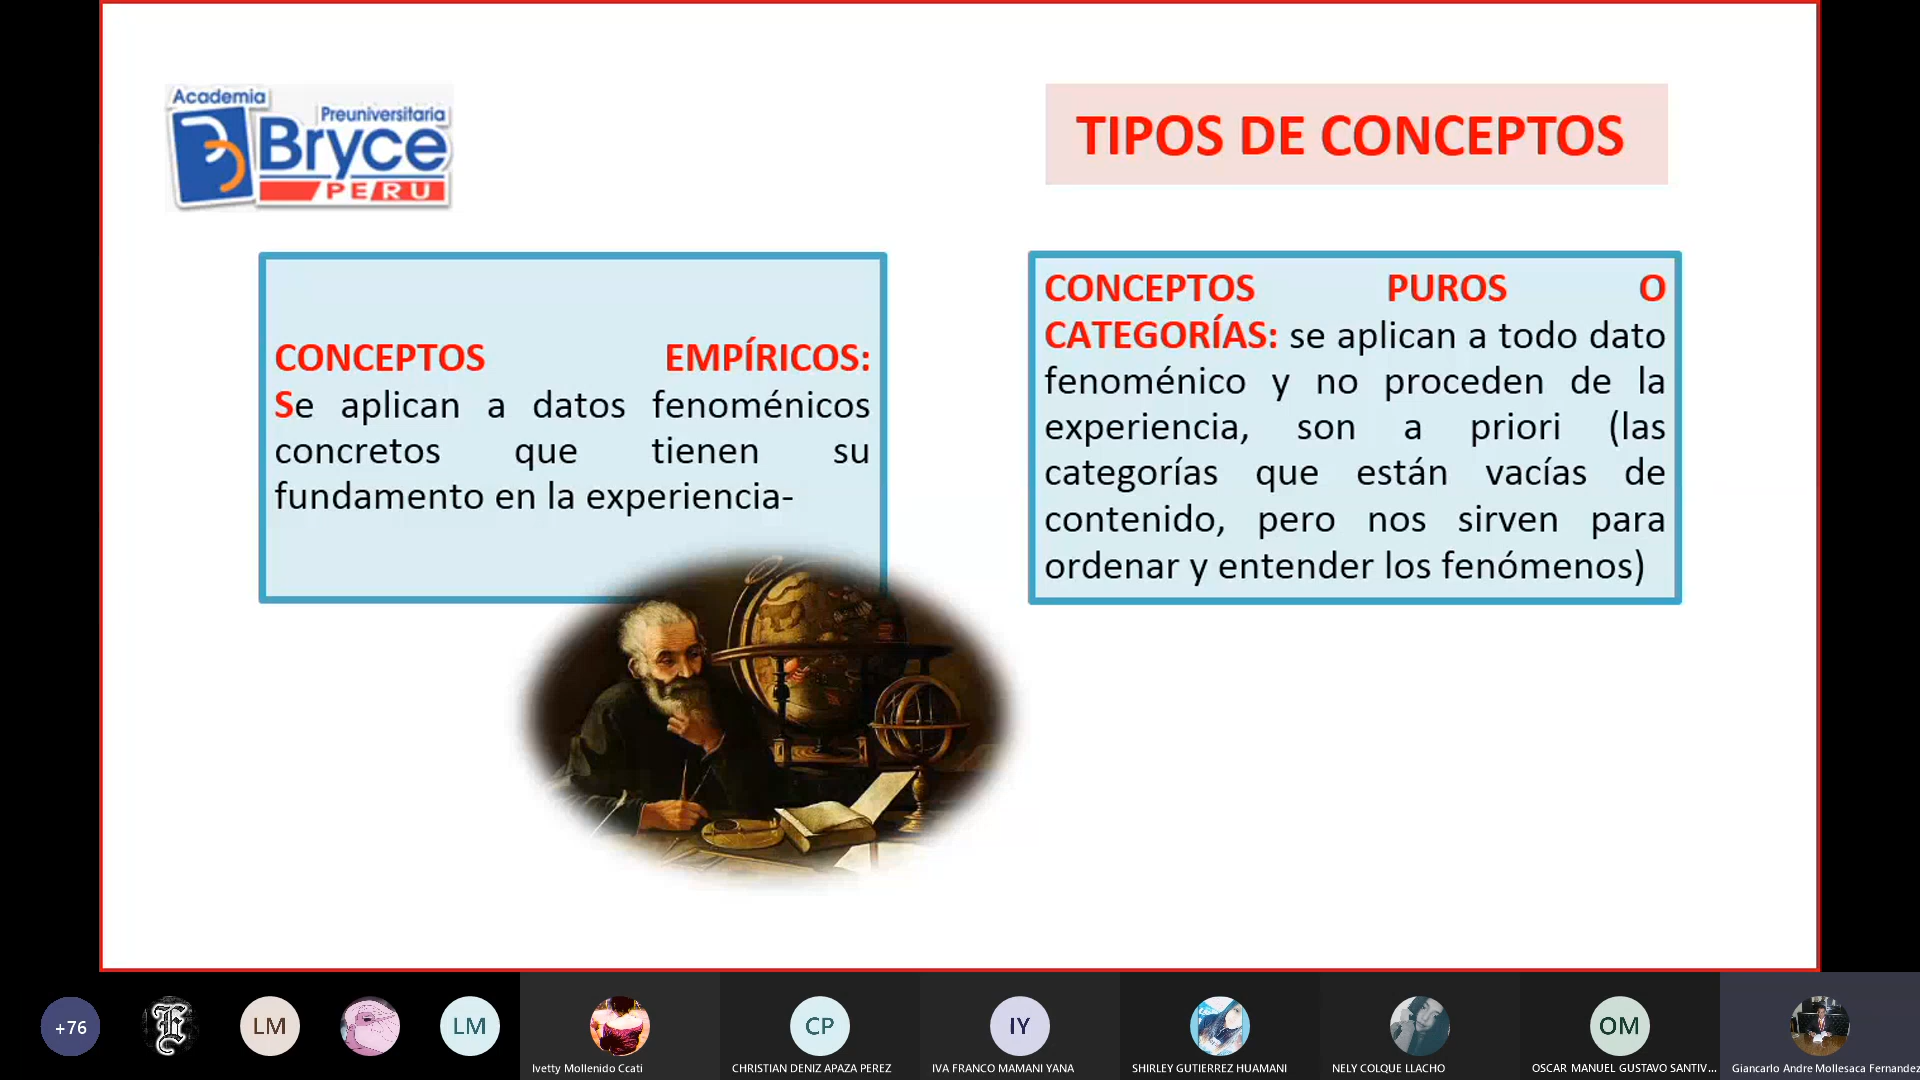 Academia
Preuniversitaria
Bryce
PERU
TIPOS DE CONCEPTOS
CONCEPTOS EMPÍRICOS:
Se aplican a datos fenoménicos
concretos que tienen su
fundamento en la experiencia-
CONCEPTOS PUROS O
CATEGORÍAS: se aplican a todo dato
fenoménico y no proceden de la
experiencia, son a priori (las
categorías que están vacías de
contenido, pero nos sirven para
ordenar y entender los fenómenos)
+76
LM
LM
CP
IY
OM
Ivetty Mollenido Ccati
CHRISTIAN DENIZ APAZA PEREZ
IVA FRANCO MAMANI YANA
SHIRLEY GUTIERREZ HUAMANI
NELY COLQUE LLACHO
OSCAR MANUEL GUSTAVO SANTIV...
Giancarlo Andre Mollesaca Fernandez